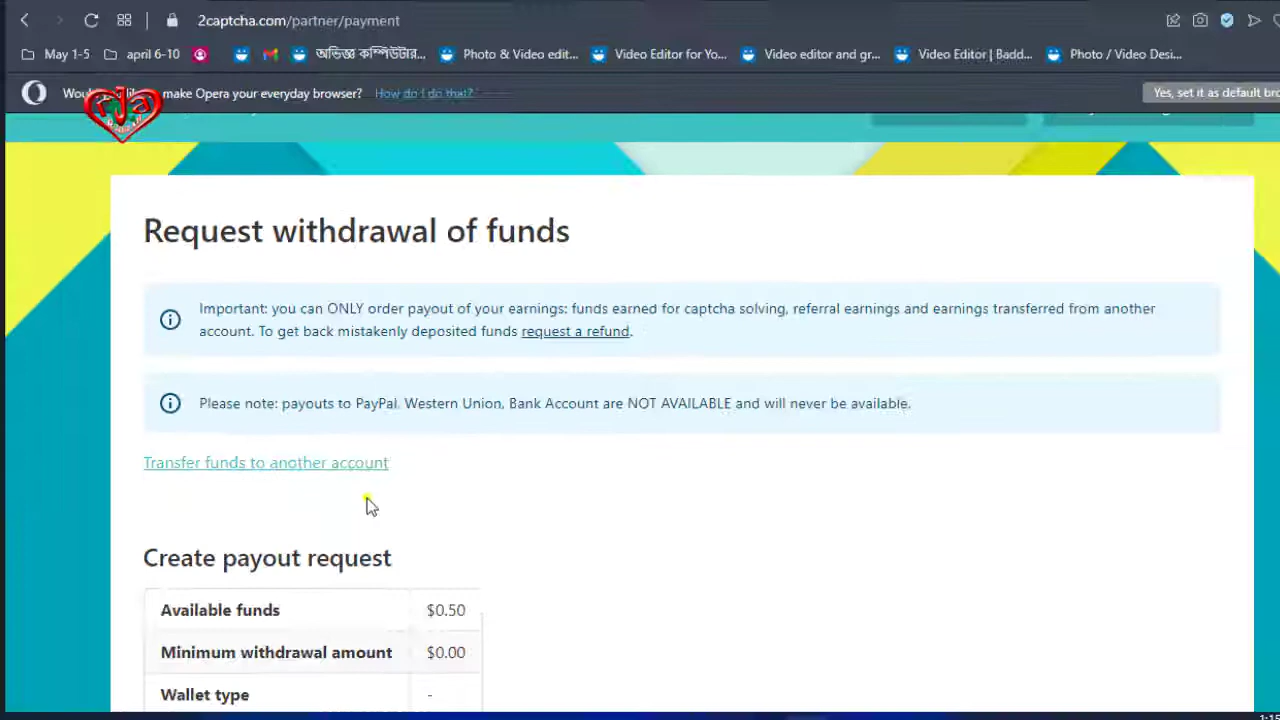 2captcha.com/partner/payment
May 1-5 april 6-10 অভিজ্ঞ কম্পিউটার... Photo & Video edit... Video Editor for Yo... Video editor and gr... Video Editor | Badd... Photo / Video Desi...
make Opera your everyday browser? How do I do that? Yes, set it as default bro
rja
Request withdrawal of funds
Important: you can ONLY order payout of your earnings: funds earned for captcha solving, referral earnings and earnings transferred from another
account. To get back mistakenly deposited funds request a refund.
Please note: payouts to PayPal, Western Union, Bank Account are NOT AVAILABLE and will never be available.
Transfer funds to another account
Create payout request
Available funds $0.50
Minimum withdrawal amount $0.00
Wallet type -